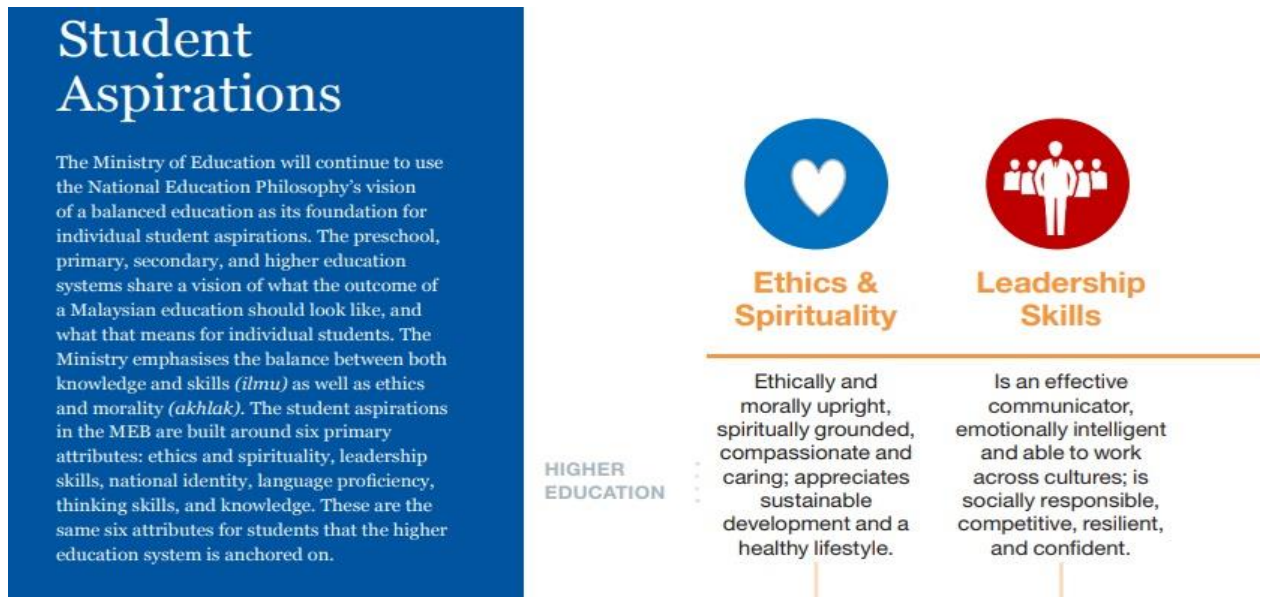 Student
Aspirations
The Ministry of Education will continue to use
the National Education Philosophy's vision
of a balanced education as its foundation for
individual student aspirations. The preschool,
primary, secondary, and higher education
systems share a vision of what the outcome of
a Malaysian education should look like, and
what that means for individual students. The
Ministry emphasises the balance between both
knowledge and skills (ilmu) as well as ethics
and morality (akhlak). The student aspirations
in the MEB are built around six primary
attributes: ethics and spirituality, leadership
skills, national identity, language proficiency,
thinking skills, and knowledge. These are the
same six attributes for students that the higher
education system is anchored on.
HIGHER
EDUCATION
Ethics &
Spirituality
Ethically and
morally upright,
spiritually grounded,
compassionate and
caring; appreciates
sustainable
development and a
healthy lifestyle.
Leadership
Skills
Is an effective
communicator,
emotionally intelligent
and able to work
across cultures; is
socially responsible,
competitive, resilient,
and confident.